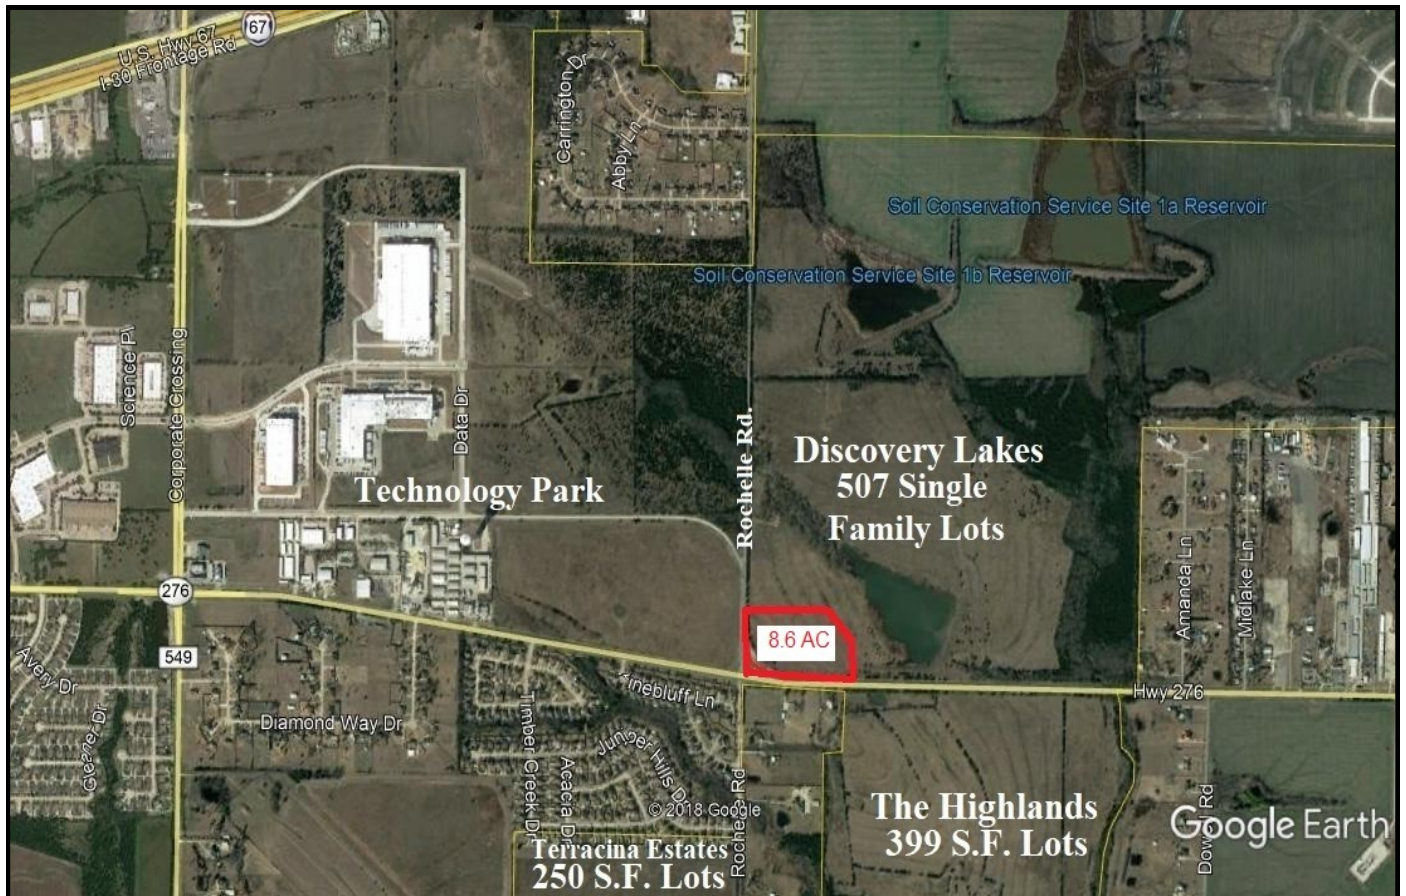 67
U.S. Hwy 67
I-30 Frontage Rd
Carrington Dr
Abby Ln
Soil Conservation Service Site 1a Reservoir
Soil Conservation Service Site 1b Reservoir
Science Pl
Corporate Crossing
Data Dr
Rochelle Rd.
Discovery Lakes
507 Single
Family Lots
Technology Park
Amanda Ln
Midlake Ln
276
549
8.6 AC
Hwy 276
Avery Dr
Diamond Way Dr
Timber Creek Dr
Acacia Dr
Juniper Hills Dr
© 2018 Google
Rochelle Rd
The Highlands
399 S.F. Lots
Dowell Rd
Google Earth
Terracina Estates
250 S.F. Lots